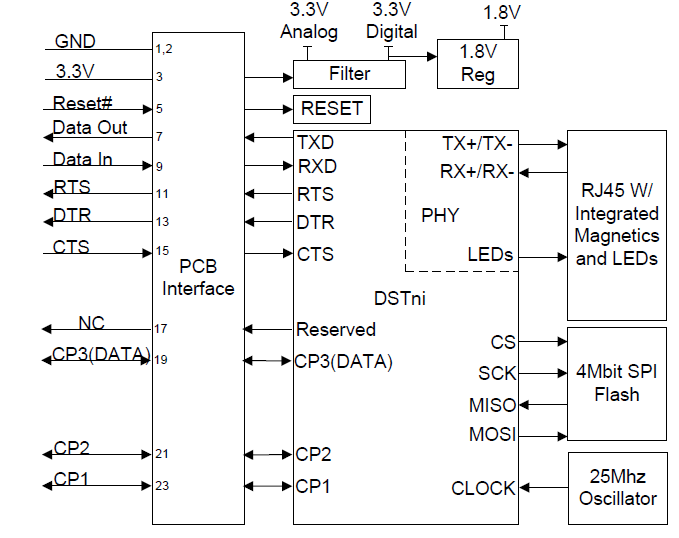 3.3V
Analog
3.3V
Digital
1.8V
GND
1,2
3.3V
3
Filter
1.8V
Reg
Reset#
5
RESET
Data Out
7
TXD
TX+/TX-
Data In
9
RXD
RX+/RX-
RTS
11
RTS
DTR
13
DTR
PHY
RJ45 W/
Integrated
Magnetics
and LEDs
CTS
15
CTS
LEDs
PCB
Interface
DSTni
NC
17
Reserved
CS
CP3(DATA)
19
CP3(DATA)
SCK
4Mbit SPI
Flash
MISO
MOSI
CP2
21
CP2
CP1
23
CP1
CLOCK
25Mhz
Oscillator